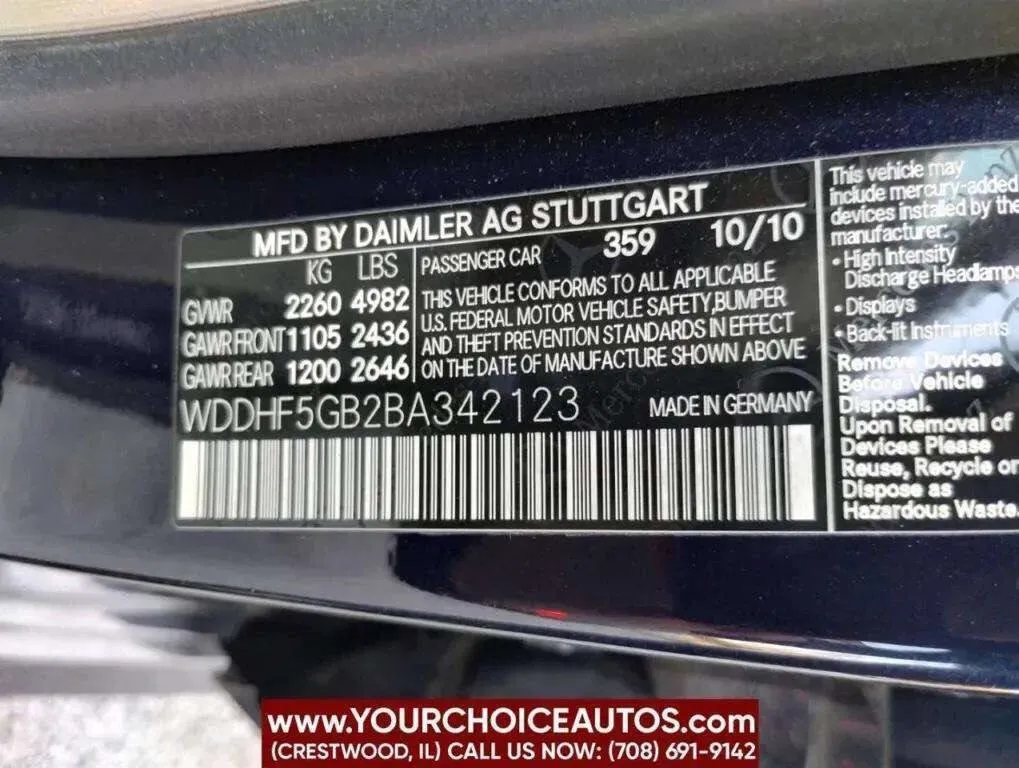 MFD BY DAIMLER AG STUTTGART
KG LBS
GVWR 2260 4982
GAWR FRONT 1105 2436
GAWR REAR 1200 2646
PASSENGER CAR 359 10/10
THIS VEHICLE CONFORMS TO ALL APPLICABLE
U.S. FEDERAL MOTOR VEHICLE SAFETY,BUMPER
AND THEFT PREVENTION STANDARDS IN EFFECT
ON THE DATE OF MANUFACTURE SHOWN ABOVE
WDDHF5GB2BA342123 MADE IN GERMANY
This vehicle may
include mercury-added
devices installed by the
manufacturer:
• High Intensity
Discharge Headlamps
• Displays
• Back-lit Instruments
Remove Devices
Before Vehicle
Disposal.
Upon Removal of
Devices Please
Reuse, Recycle or
Dispose as
Hazardous Waste.
www.YOURCHOICEAUTOS.com
(CRESTWOOD, IL) CALL US NOW: (708) 691-9142